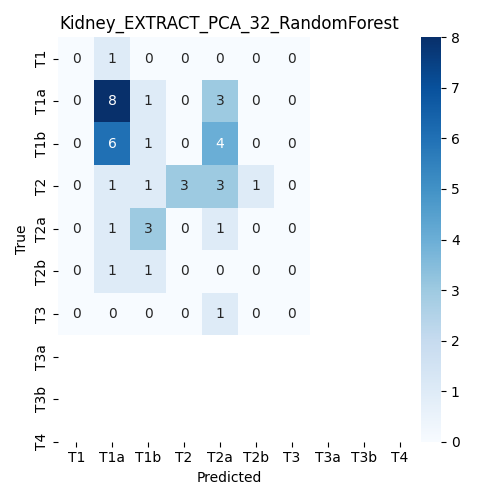 Kidney_EXTRACT_PCA_32_RandomForest
T1 0 1 0 0 0 0 0
T1a 0 8 1 0 3 0 0
T1b 0 6 1 0 4 0 0
T2 0 1 1 3 3 1 0
T2a 0 1 3 0 1 0 0
T2b 0 1 1 0 0 0 0
T3 0 0 0 0 1 0 0
T3a
T3b
T4
True
T1 T1a T1b T2 T2a T2b T3 T3a T3b T4
Predicted
8
7
6
5
4
3
2
1
0